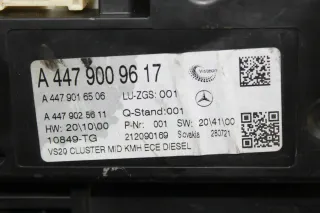 A 447 900 96 17
A 447 901 65 06 LU-ZGS: 001
A 447 902 56 11 Q-Stand:001
HW: 20\10\00 P-Nr: 001 SW: 20\41\00
10849-TG 212090169 Slovakia 280721
VS20 CLUSTER MID KMH ECE DIESEL